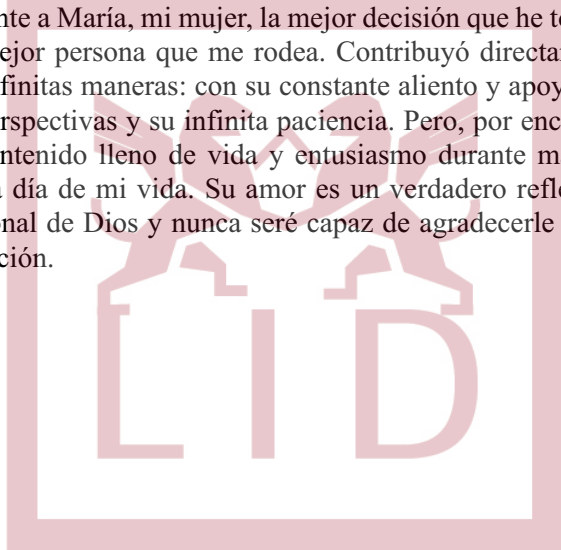 nte a María, mi mujer, la mejor decisión que he to
ejor persona que me rodea. Contribuyó directa
finitas maneras: con su constante aliento y apoy
rspectivas y su infinita paciencia. Pero, por enc
ntenido lleno de vida y entusiasmo durante m
a día de mi vida. Su amor es un verdadero refl
onal de Dios y nunca seré capaz de agradecerle
ción.
LID